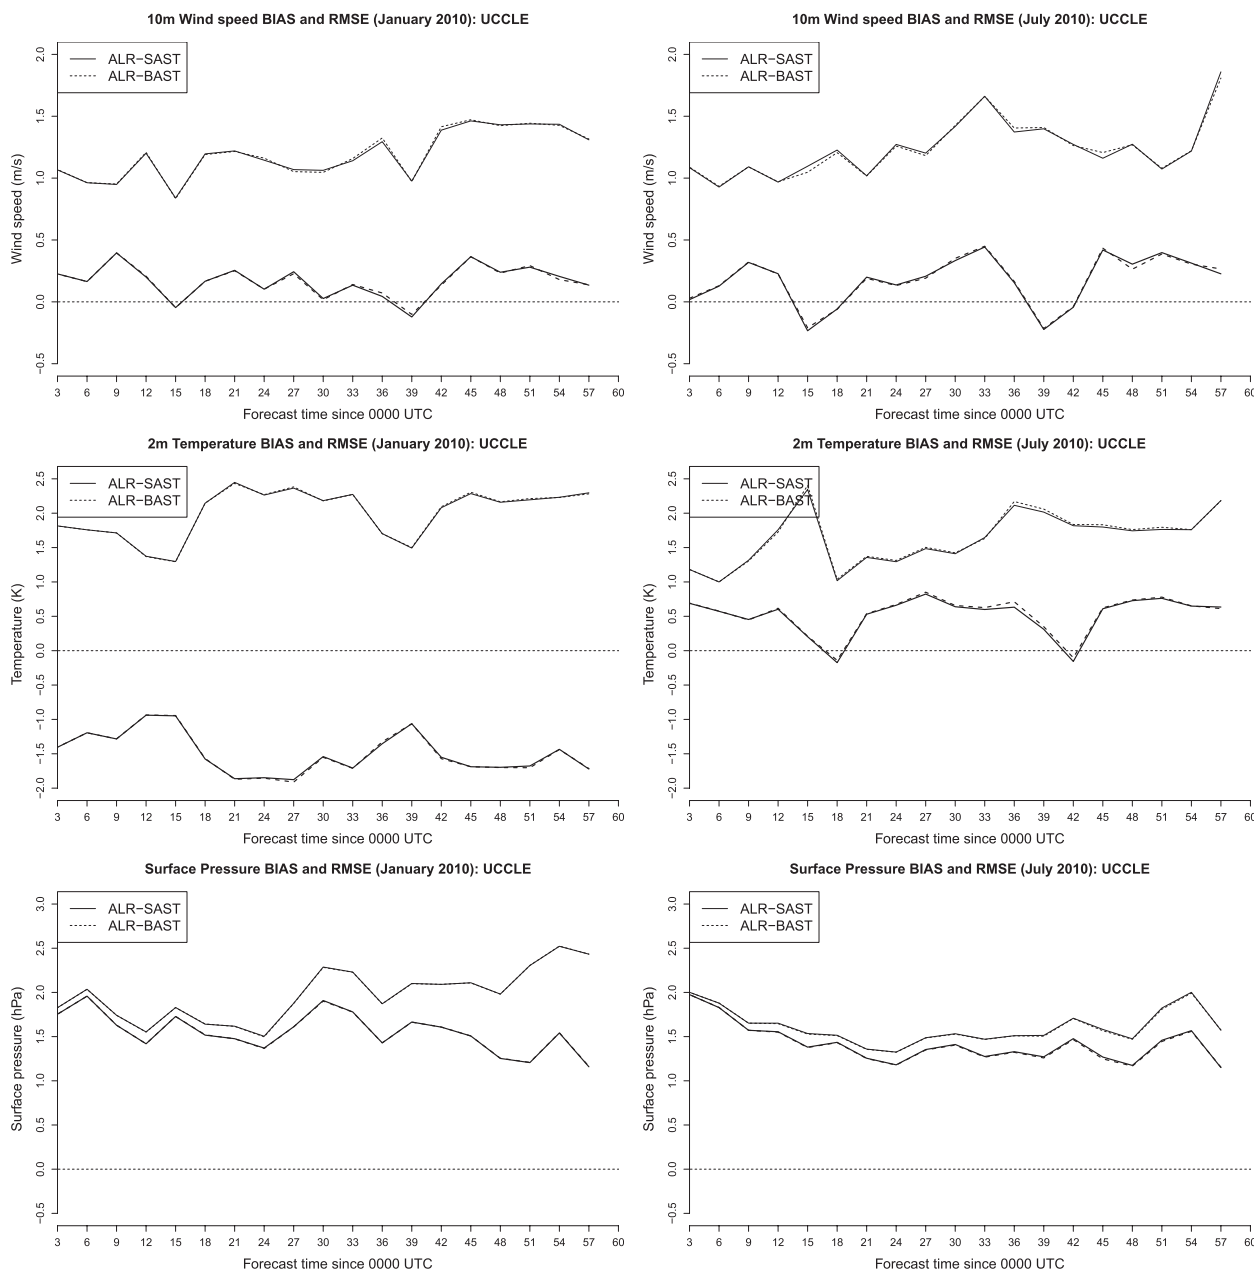 10m Wind speed BIAS and RMSE (January 2010): UCCLE
ALR−SAST
ALR−BAST
Wind speed (m/s)
2.0
1.5
1.0
0.5
0.0
−0.5
3 6 9 12 15 18 21 24 27 30 33 36 39 42 45 48 51 54 57 60
Forecast time since 0000 UTC
10m Wind speed BIAS and RMSE (July 2010): UCCLE
ALR−SAST
ALR−BAST
Wind speed (m/s)
2.0
1.5
1.0
0.5
0.0
−0.5
3 6 9 12 15 18 21 24 27 30 33 36 39 42 45 48 51 54 57 60
Forecast time since 0000 UTC
2m Temperature BIAS and RMSE (January 2010): UCCLE
ALR−SAST
ALR−BAST
Temperature (K)
2.5
2.0
1.5
1.0
0.5
0.0
−0.5
−1.0
−1.5
−2.0
3 6 9 12 15 18 21 24 27 30 33 36 39 42 45 48 51 54 57 60
Forecast time since 0000 UTC
2m Temperature BIAS and RMSE (July 2010): UCCLE
ALR−SAST
ALR−BAST
Temperature (K)
2.5
2.0
1.5
1.0
0.5
0.0
−0.5
−1.0
−1.5
−2.0
3 6 9 12 15 18 21 24 27 30 33 36 39 42 45 48 51 54 57 60
Forecast time since 0000 UTC
Surface Pressure BIAS and RMSE (January 2010): UCCLE
ALR−SAST
ALR−BAST
Surface pressure (hPa)
3.0
2.5
2.0
1.5
1.0
0.5
0.0
−0.5
3 6 9 12 15 18 21 24 27 30 33 36 39 42 45 48 51 54 57 60
Forecast time since 0000 UTC
Surface Pressure BIAS and RMSE (July 2010): UCCLE
ALR−SAST
ALR−BAST
Surface pressure (hPa)
3.0
2.5
2.0
1.5
1.0
0.5
0.0
−0.5
3 6 9 12 15 18 21 24 27 30 33 36 39 42 45 48 51 54 57 60
Forecast time since 0000 UTC